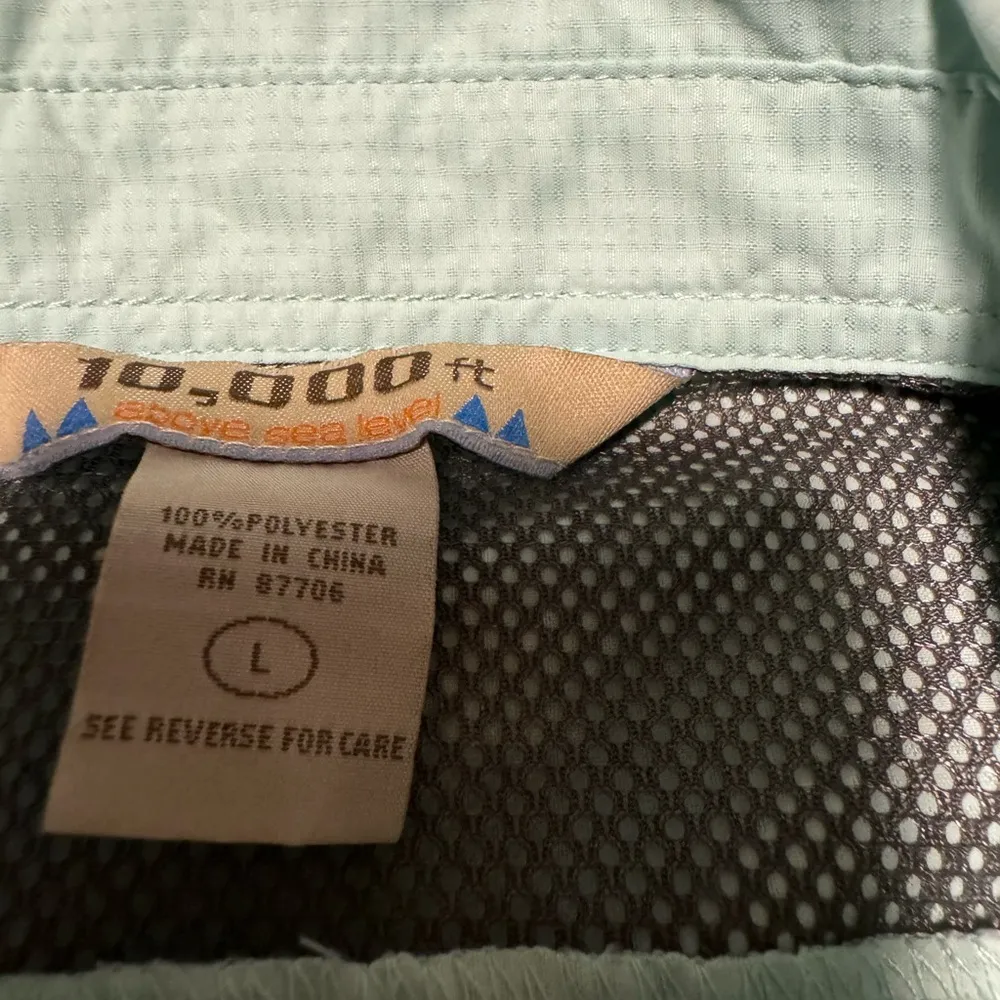 10,000 ft
above sea level
100%POLYESTER
MADE IN CHINA
RN 87706
L
SEE REVERSE FOR CARE